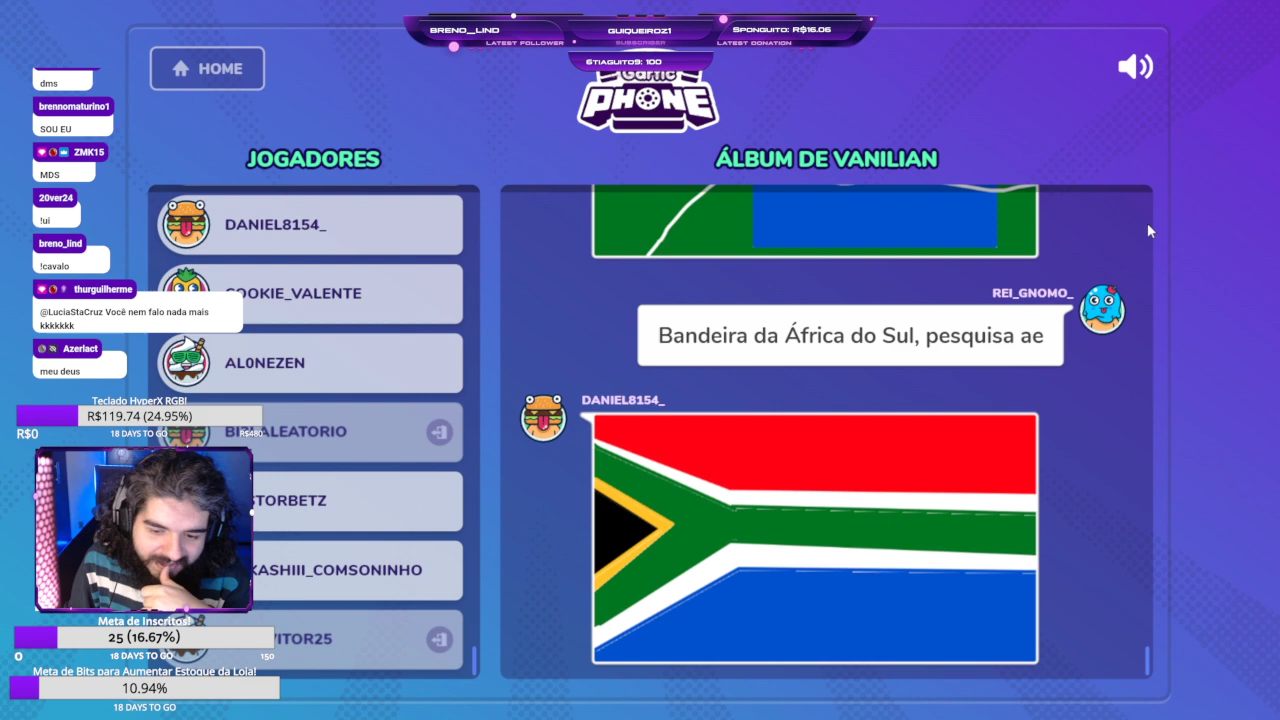 BRENO_LIND
LATEST FOLLOWER
GUIQUEIROZ1
SUBSCRIBER
SPONGUITO: R$16.06
LATEST DONATION
6TIAGUITO9: 100
HOME
Gartic
PHONE
JOGADORES
ÁLBUM DE VANILIAN
dms
brennomaturino1
SOU EU
ZMK15
MDS
20ver24
!ui
breno_lind
!cavalo
thurguilherme
@LuciaStaCruz Você nem falo nada mais
kkkkkkk
Azerlact
meu deus
DANIEL8154_
COOKIE_VALENTE
AL0NEZEN
ALEATORIO
STORBETZ
KASHIII_COMSONINHO
VITOR25
REI_GNOMO_
Bandeira da África do Sul, pesquisa ae
DANIEL8154_
Teclado HyperX RGB!
R$119.74 (24.95%)
R$0
18 DAYS TO GO
R$480
Meta de Inscritos!
25 (16.67%)
0
18 DAYS TO GO
150
Meta de Bits para Aumentar Estoque da Loja!
10.94%
18 DAYS TO GO